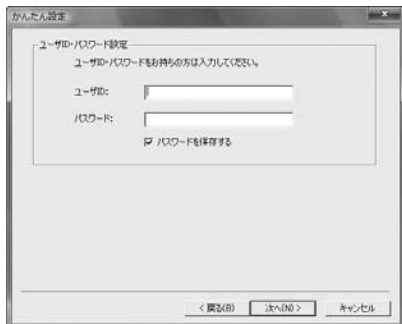 かんたん設定
ユーザID・パスワード設定
ユーザID・パスワードをお持ちの方は入力してください。
ユーザID:
パスワード:
パスワードを保存する
< 戻る(B) 次へ(N) > キャンセル